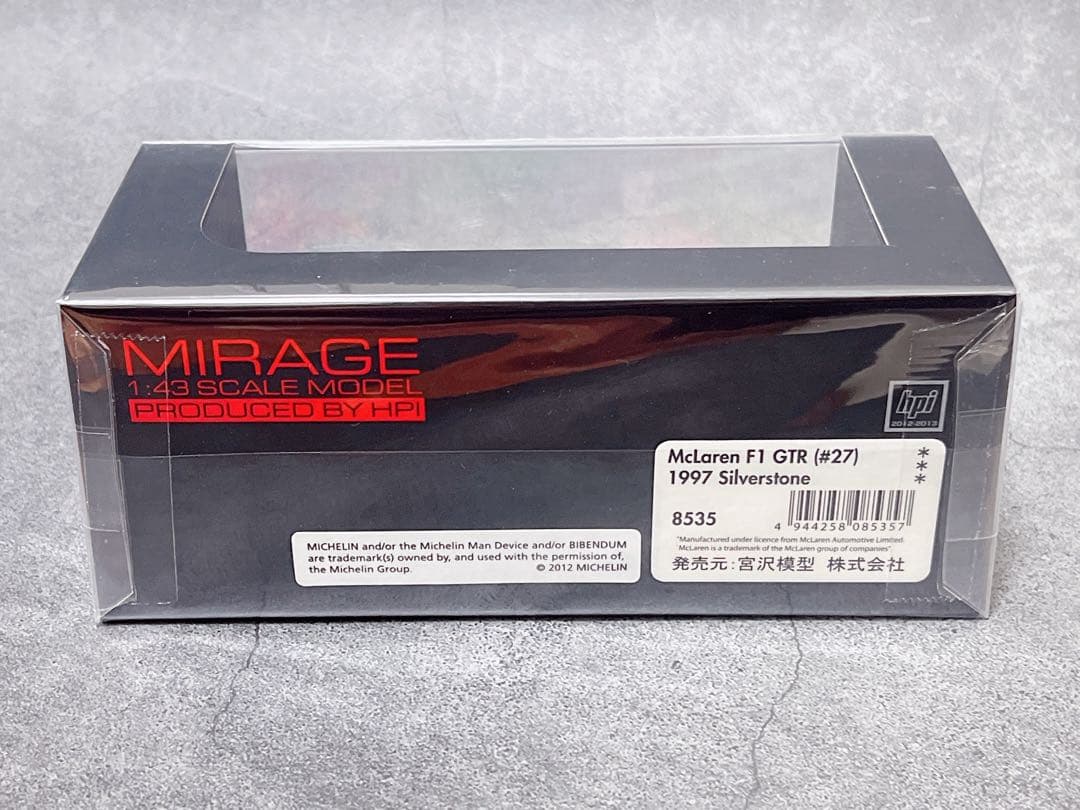 MIRAGE
1:43 SCALE MODEL
PRODUCED BY HPI
hpi
2012-2013
McLaren F1 GTR (#27)
1997 Silverstone
***
8535
4 944258 085357
"Manufactured under licence from McLaren Automotive Limited.
'McLaren is a trademark of the McLaren group of companies".
発売元:宮沢模型 株式会社
MICHELIN and/or the Michelin Man Device and/or BIBENDUM
are trademark(s) owned by, and used with the permission of,
the Michelin Group.
© 2012 MICHELIN